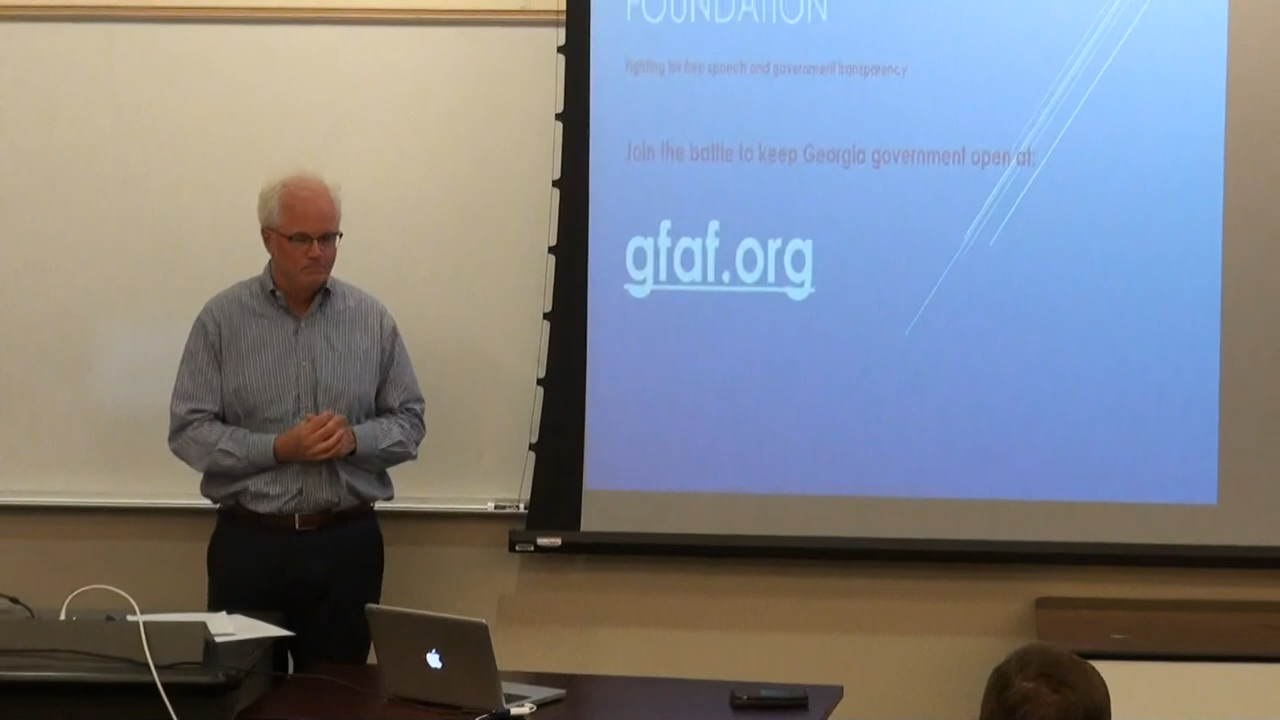 FOUNDATION
Fighting for free speech and government transparency
Join the battle to keep Georgia government open at:
gfaf.org